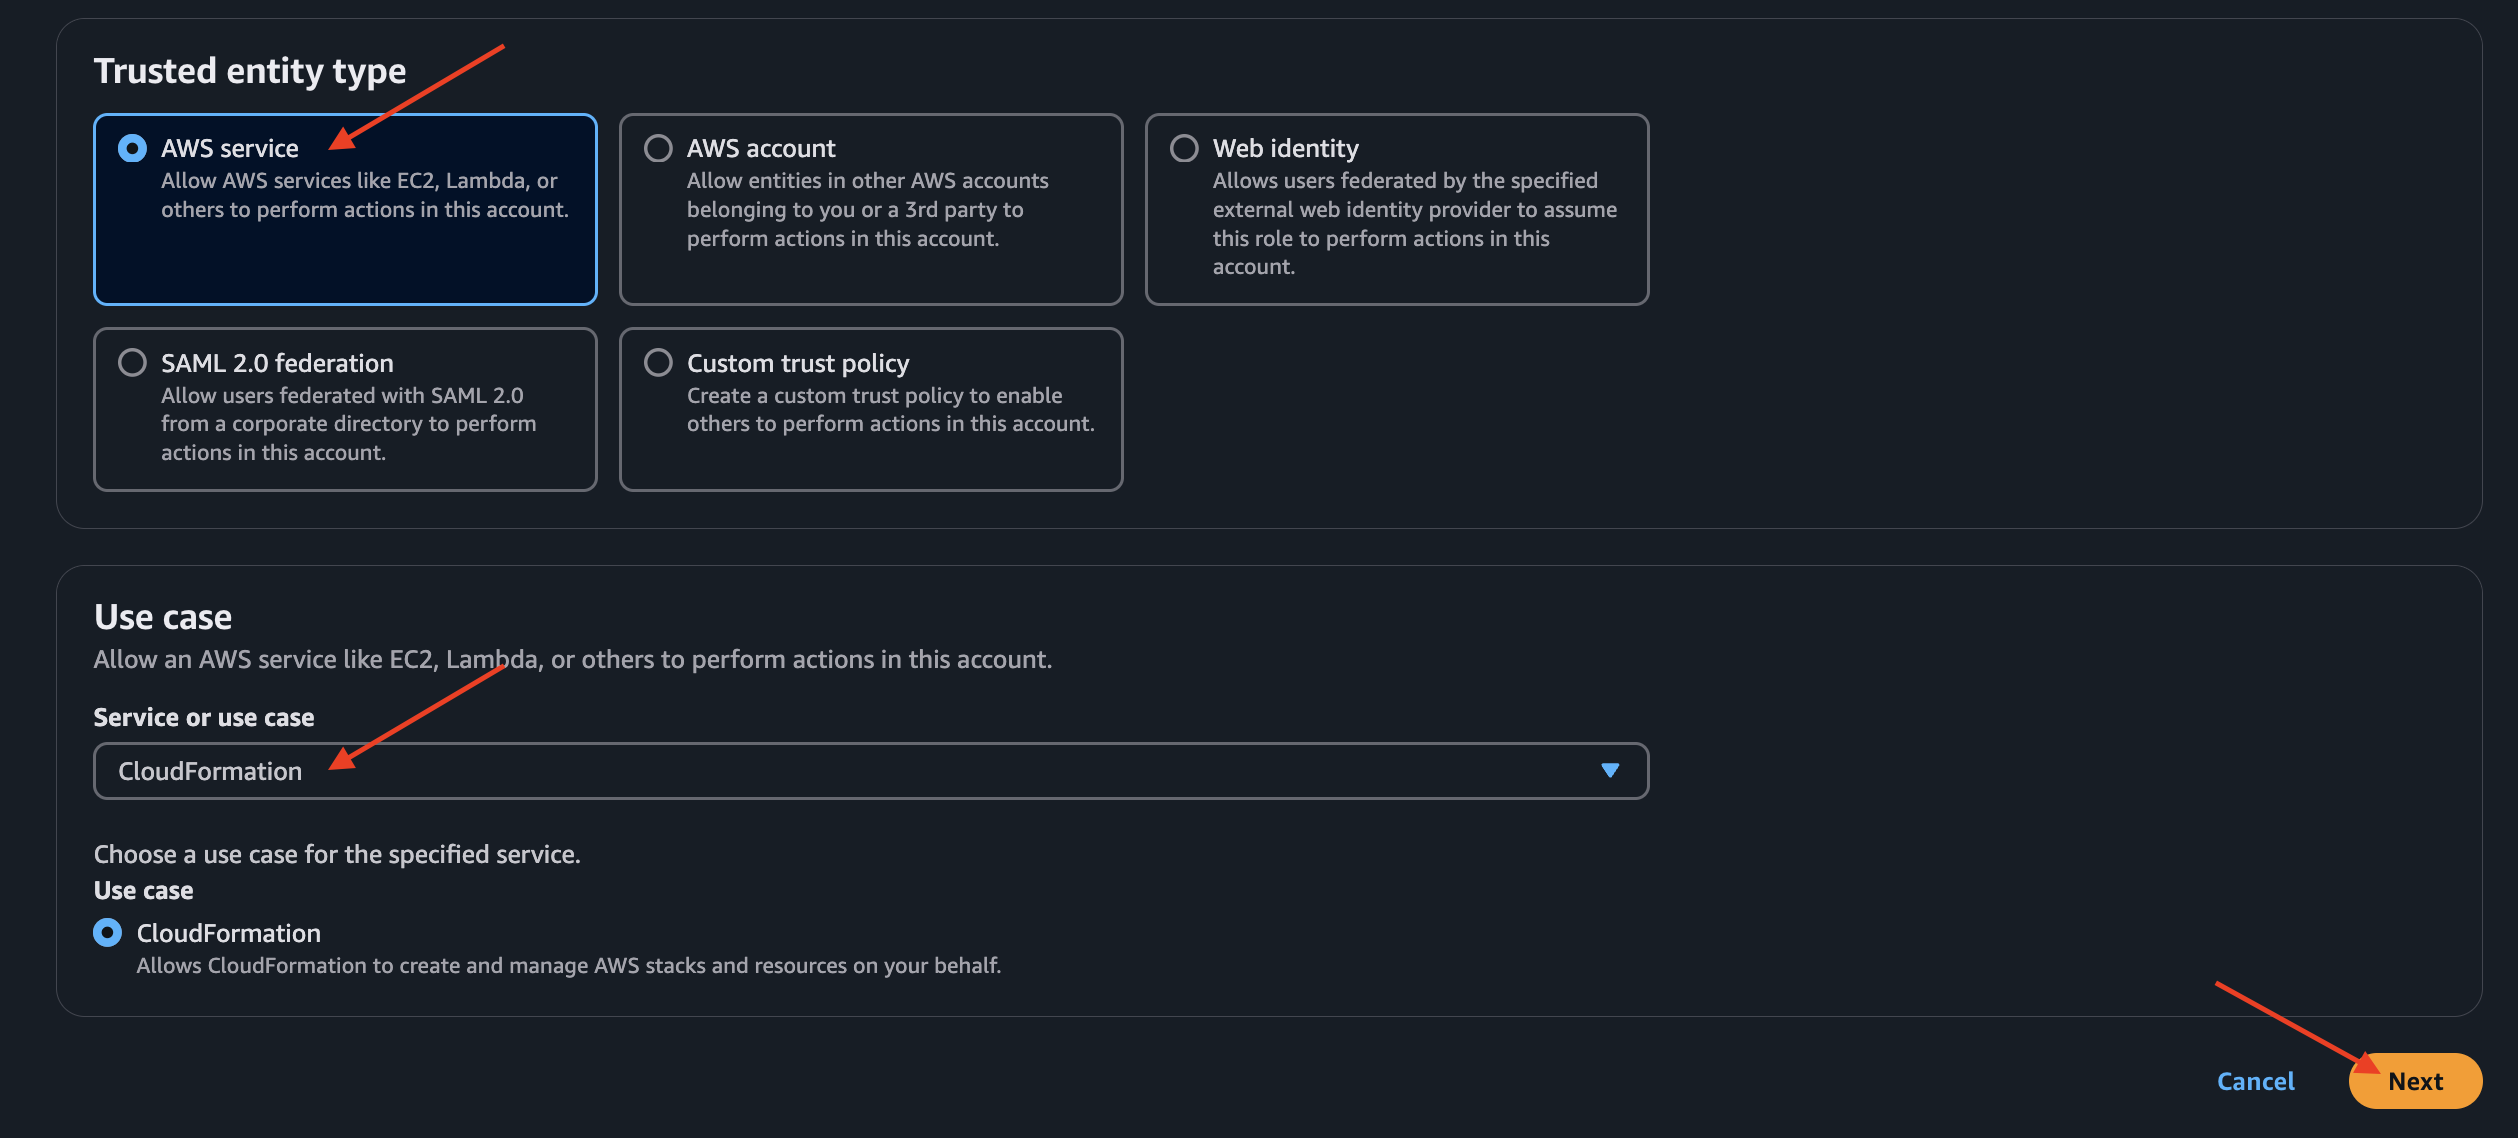 Trusted entity type
AWS service
Allow AWS services like EC2, Lambda, or
others to perform actions in this account.
AWS account
Allow entities in other AWS accounts
belonging to you or a 3rd party to
perform actions in this account.
Web identity
Allows users federated by the specified
external web identity provider to assume
this role to perform actions in this
account.
SAML 2.0 federation
Allow users federated with SAML 2.0
from a corporate directory to perform
actions in this account.
Custom trust policy
Create a custom trust policy to enable
others to perform actions in this account.
Use case
Allow an AWS service like EC2, Lambda, or others to perform actions in this account.
Service or use case
CloudFormation
Choose a use case for the specified service.
Use case
CloudFormation
Allows CloudFormation to create and manage AWS stacks and resources on your behalf.
Cancel
Next